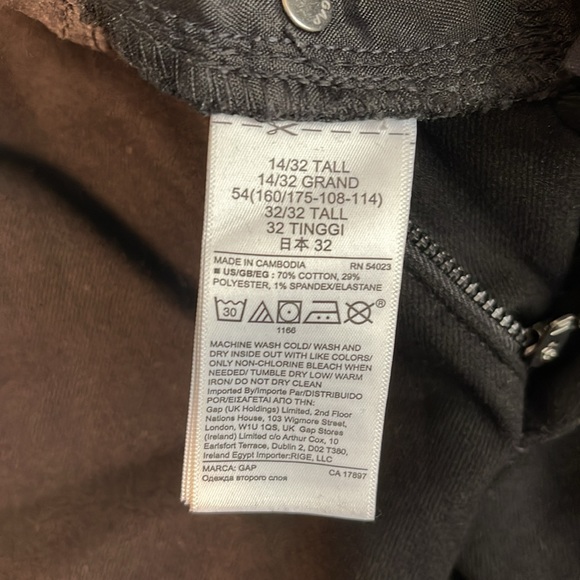 GAP
14/32 TALL
14/32 GRAND
54(160/175-108-114)
32/32 TALL
32 TINGGI
日本 32
MADE IN CAMBODIA RN 54023
■ US/GB/EG : 70% COTTON, 29%
POLYESTER, 1% SPANDEX/ELASTANE
30
®
1166
MACHINE WASH COLD/ WASH AND
DRY INSIDE OUT WITH LIKE COLORS/
ONLY NON-CHLORINE BLEACH WHEN
NEEDED/ TUMBLE DRY LOW/ WARM
IRON/ DO NOT DRY CLEAN
Imported By/Importe Par/DISTRIBUIDO
POR/ΕΙΣΑΓΕΤΑΙ ΑΠΟ ΤΗΝ:
Gap (UK Holdings) Limited, 2nd Floor
Nations House, 103 Wigmore Street,
London, W1U 1QS, UK Gap Stores
(Ireland) Limited c/o Arthur Cox, 10
Earlsfort Terrace, Dublin 2, D02 T380,
Ireland Egypt Importer:RIGE, LLC
MARCA: GAP CA 17897
Одежда второго слоя